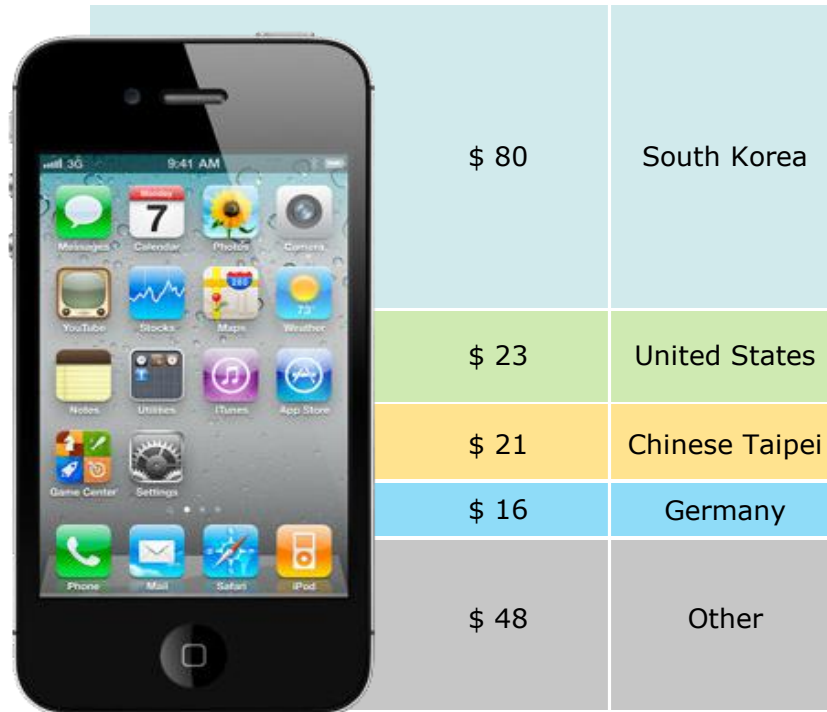 3G 9:41 AM
Monday
7
Messages Calendar Photos Camera
280
73°
YouTube Stocks Maps Weather
Notes Utilities iTunes App Store
Game Center Settings
Phone Mail Safari iPod
$ 80 South Korea
$ 23 United States
$ 21 Chinese Taipei
$ 16 Germany
$ 48 Other